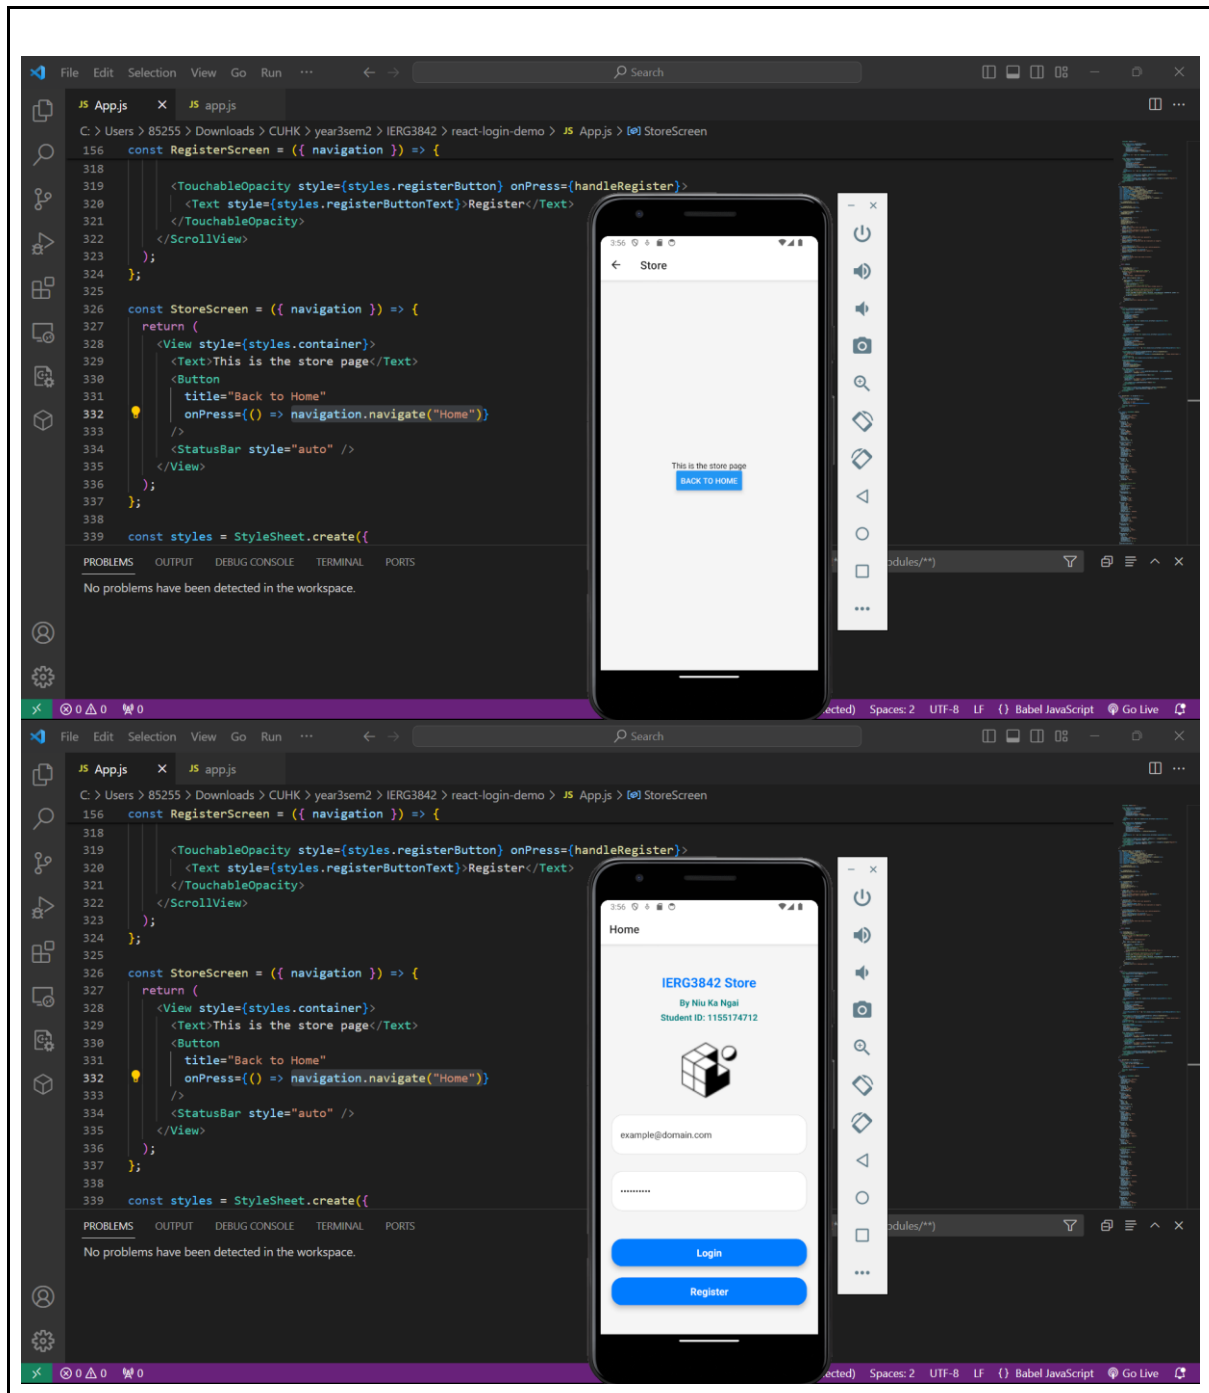 File Edit Selection View Go Run ··· Search
JS App.js JS app.js
C: > Users > 85255 > Downloads > CUHK > year3sem2 > IERG3842 > react-login-demo > JS App.js > StoreScreen
156 const RegisterScreen = ({ navigation }) => {
318
319 <TouchableOpacity style={styles.registerButton} onPress={handleRegister}>
320 <Text style={styles.registerButtonText}>Register</Text>
321 </TouchableOpacity>
322 </ScrollView>
323 );
324 };
325
326 const StoreScreen = ({ navigation }) => {
327 return (
328 <View style={styles.container}>
329 <Text>This is the store page</Text>
330 <Button
331 title="Back to Home"
332 onPress={() => navigation.navigate("Home")}
333 />
334 <StatusBar style="auto" />
335 </View>
336 );
337 };
338
339 const styles = StyleSheet.create({
3:56
Store
This is the store page
BACK TO HOME
PROBLEMS OUTPUT DEBUG CONSOLE TERMINAL PORTS odules/**)
No problems have been detected in the workspace.
0 0 0 ected) Spaces: 2 UTF-8 LF {} Babel JavaScript Go Live
File Edit Selection View Go Run ··· Search
JS App.js JS app.js
C: > Users > 85255 > Downloads > CUHK > year3sem2 > IERG3842 > react-login-demo > JS App.js > StoreScreen
156 const RegisterScreen = ({ navigation }) => {
318
319 <TouchableOpacity style={styles.registerButton} onPress={handleRegister}>
320 <Text style={styles.registerButtonText}>Register</Text>
321 </TouchableOpacity>
322 </ScrollView>
323 );
324 };
325
326 const StoreScreen = ({ navigation }) => {
327 return (
328 <View style={styles.container}>
329 <Text>This is the store page</Text>
330 <Button
331 title="Back to Home"
332 onPress={() => navigation.navigate("Home")}
333 />
334 <StatusBar style="auto" />
335 </View>
336 );
337 };
338
339 const styles = StyleSheet.create({
3:56
Home
IERG3842 Store
By Niu Ka Ngai
Student ID: 1155174712
example@domain.com
··········
Login
Register
PROBLEMS OUTPUT DEBUG CONSOLE TERMINAL PORTS odules/**)
No problems have been detected in the workspace.
0 0 0 ected) Spaces: 2 UTF-8 LF {} Babel JavaScript Go Live